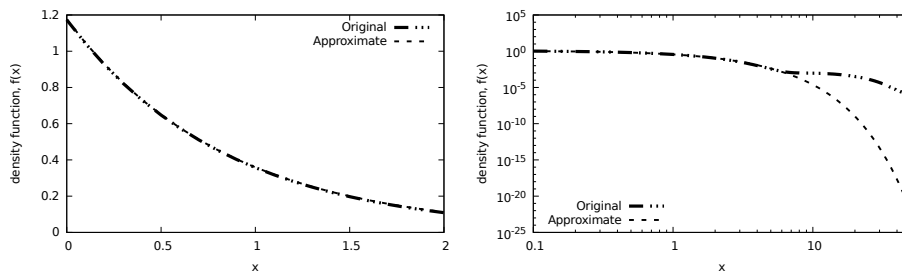 density function, f(x)
1.2
1
0.8
0.6
0.4
0.2
0
0
0.5
1
1.5
2
x
Original
Approximate
density function, f(x)
10^5
10^0
10^-5
10^-10
10^-15
10^-20
10^-25
0.1
1
10
x
Original
Approximate